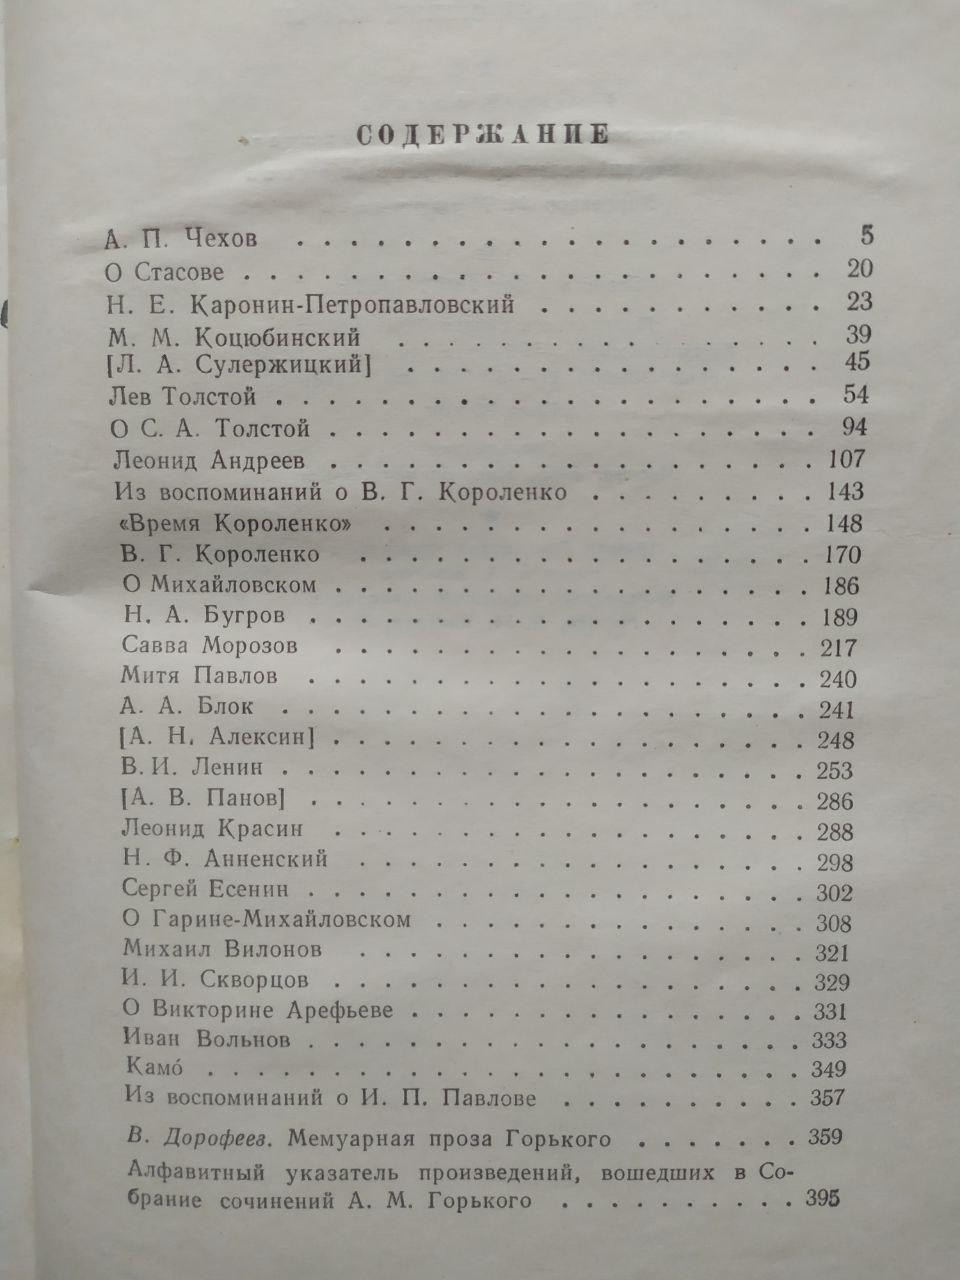 СОДЕРЖАНИЕ
А. П. Чехов . . . . . . . . . . . . . . . . . . . . 5
О Стасове . . . . . . . . . . . . . . . . . . . . . . 20
Н. Е. Каронин-Петропавловский . . . . . . . . . . . 23
М. М. Коцюбинский . . . . . . . . . . . . . . . . 39
[Л. А. Сулержицкий] . . . . . . . . . . . . . . . . 45
Лев Толстой . . . . . . . . . . . . . . . . . . . . . 54
О С. А. Толстой . . . . . . . . . . . . . . . . . . . 94
Леонид Андреев . . . . . . . . . . . . . . . . . . . 107
Из воспоминаний о В. Г. Короленко . . . . . . . . . 143
«Время Короленко» . . . . . . . . . . . . . . . . . 148
В. Г. Короленко . . . . . . . . . . . . . . . . . . 170
О Михайловском . . . . . . . . . . . . . . . . . . . 186
Н. А. Бугров . . . . . . . . . . . . . . . . . . . . 189
Савва Морозов . . . . . . . . . . . . . . . . . . . 217
Митя Павлов . . . . . . . . . . . . . . . . . . . . 240
А. А. Блок . . . . . . . . . . . . . . . . . . . . . 241
[А. Н. Алексин] . . . . . . . . . . . . . . . . . . . 248
В. И. Ленин . . . . . . . . . . . . . . . . . . . . . 253
[А. В. Панов] . . . . . . . . . . . . . . . . . . . . 286
Леонид Красин . . . . . . . . . . . . . . . . . . . 288
Н. Ф. Анненский . . . . . . . . . . . . . . . . . . 298
Сергей Есенин . . . . . . . . . . . . . . . . . . . . 302
О Гарине-Михайловском . . . . . . . . . . . . . . . 308
Михаил Вилонов . . . . . . . . . . . . . . . . . . 321
И. И. Скворцов . . . . . . . . . . . . . . . . . . . 329
О Викторине Арефьеве . . . . . . . . . . . . . . . . 331
Иван Вольнов . . . . . . . . . . . . . . . . . . . . 333
Камо́ . . . . . . . . . . . . . . . . . . . . . . . . 349
Из воспоминаний о И. П. Павлове . . . . . . . . . . 357
В. Дорофеев. Мемуарная проза Горького . . . . . . . 359
Алфавитный указатель произведений, вошедших в Со-
брание сочинений А. М. Горького . . . . . . . . . . 395